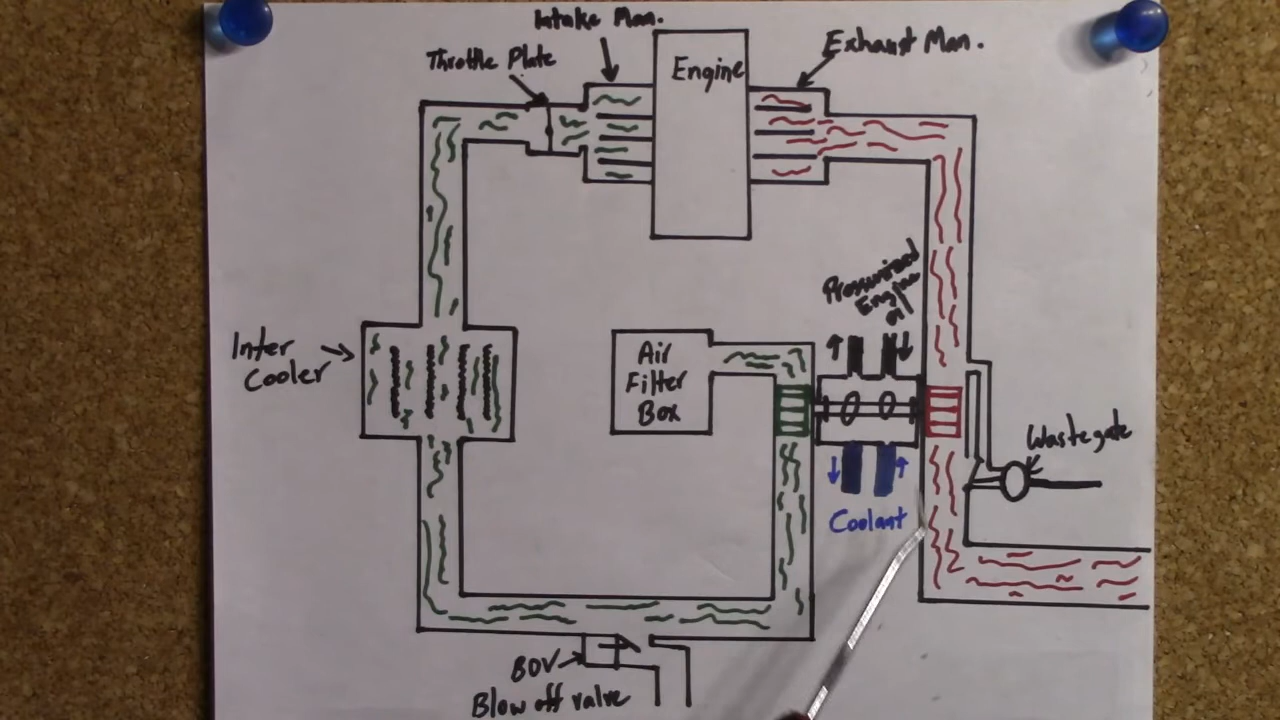 Intake Man.
Throttle Plate
Engine
Exhaust Man.
Pressurized
Engine
Oil
Inter
Cooler
Air
Filter
Box
Wastegate
Coolant
BOV
Blow off valve